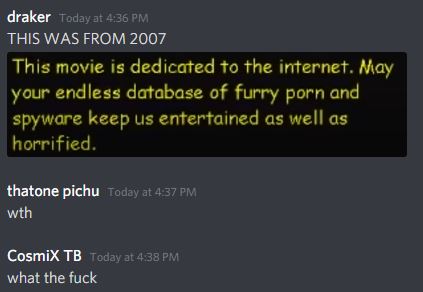 draker Today at 4:36 PM
THIS WAS FROM 2007
This movie is dedicated to the internet. May
your endless database of furry porn and
spyware keep us entertained as well as
horrified.
thatone pichu Today at 4:37 PM
wth
CosmiX TB Today at 4:38 PM
what the fuck